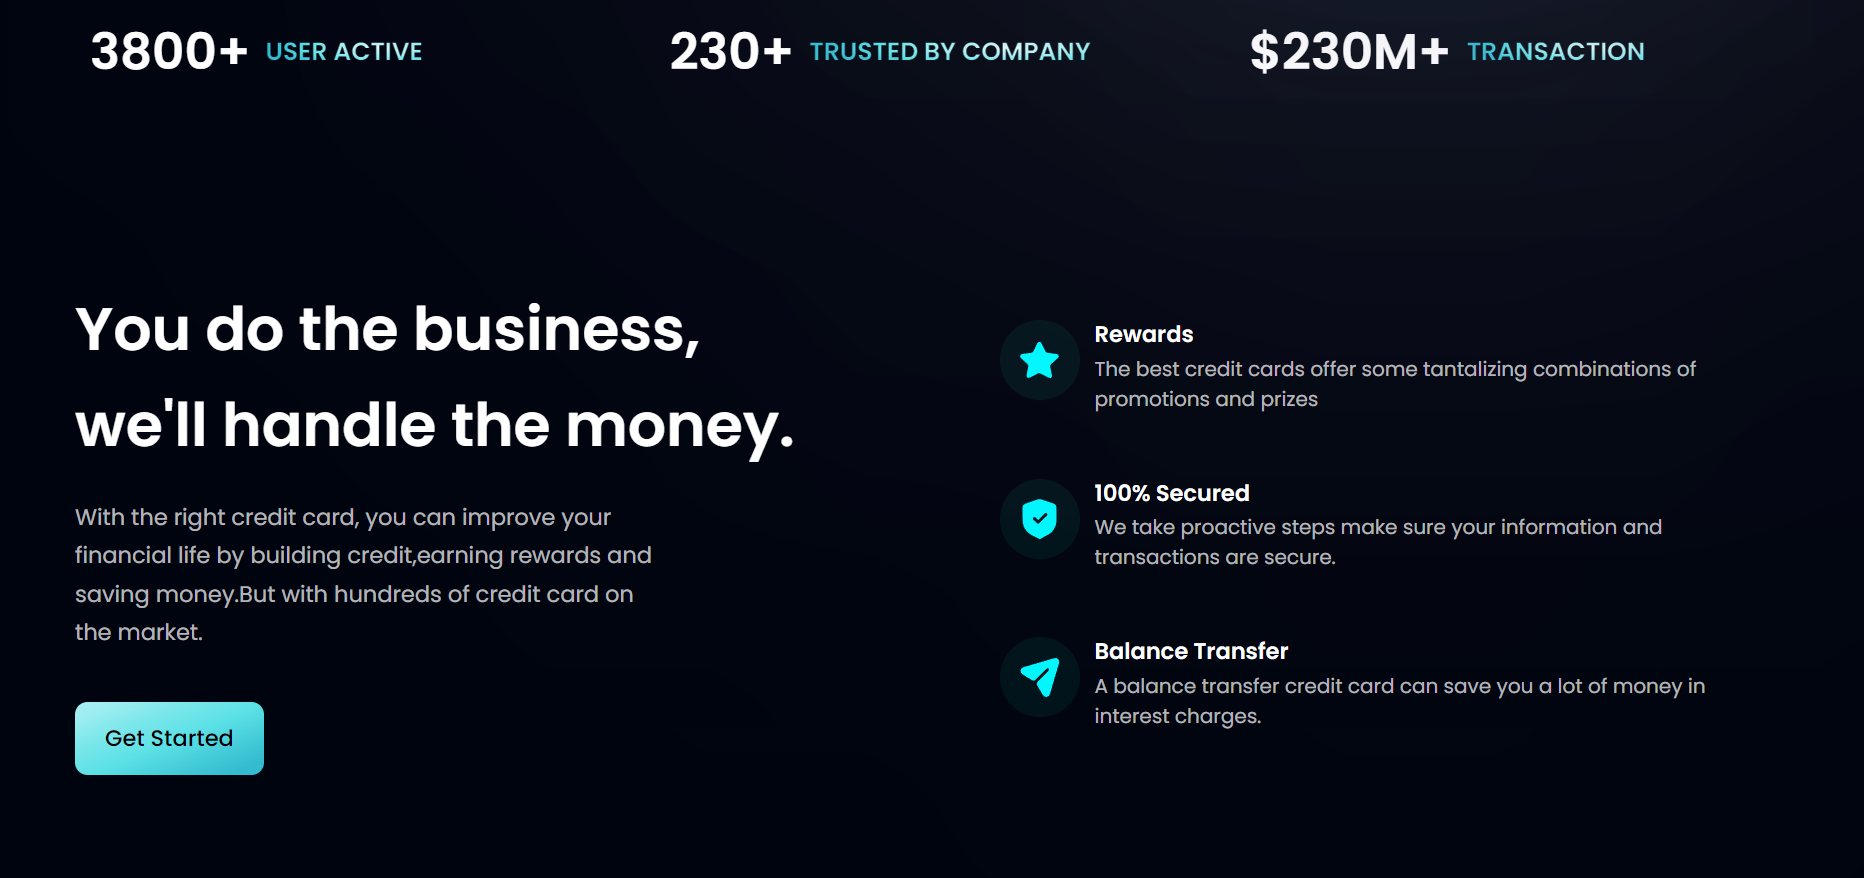 3800+ USER ACTIVE
230+ TRUSTED BY COMPANY
$230M+ TRANSACTION
You do the business,
we'll handle the money.
With the right credit card, you can improve your
financial life by building credit,earning rewards and
saving money.But with hundreds of credit card on
the market.
Get Started
Rewards
The best credit cards offer some tantalizing combinations of
promotions and prizes
100% Secured
We take proactive steps make sure your information and
transactions are secure.
Balance Transfer
A balance transfer credit card can save you a lot of money in
interest charges.